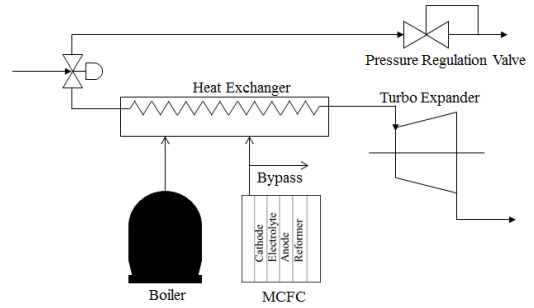 Pressure Regulation Valve
Heat Exchanger
Turbo Expander
Bypass
Cathode
Electrolyte
Anode
Reformer
Boiler
MCFC